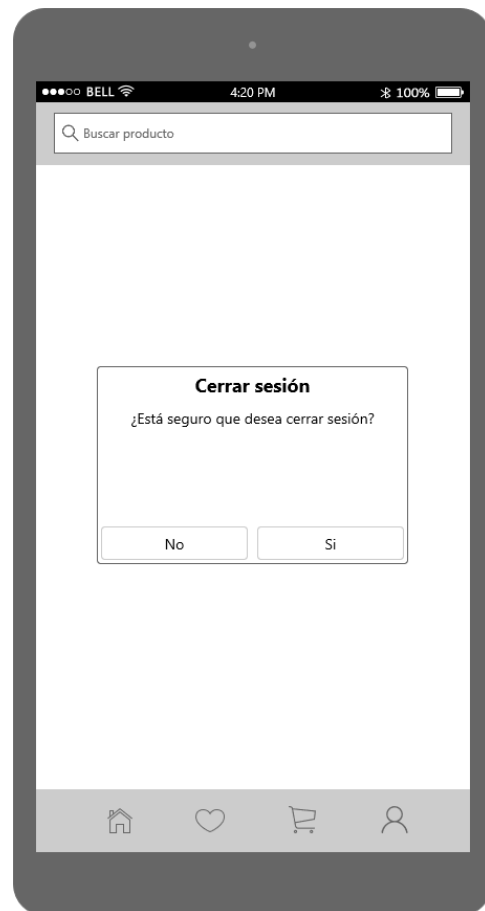 BELL 4:20 PM 100%
Buscar producto
Cerrar sesión
¿Está seguro que desea cerrar sesión?
No Si